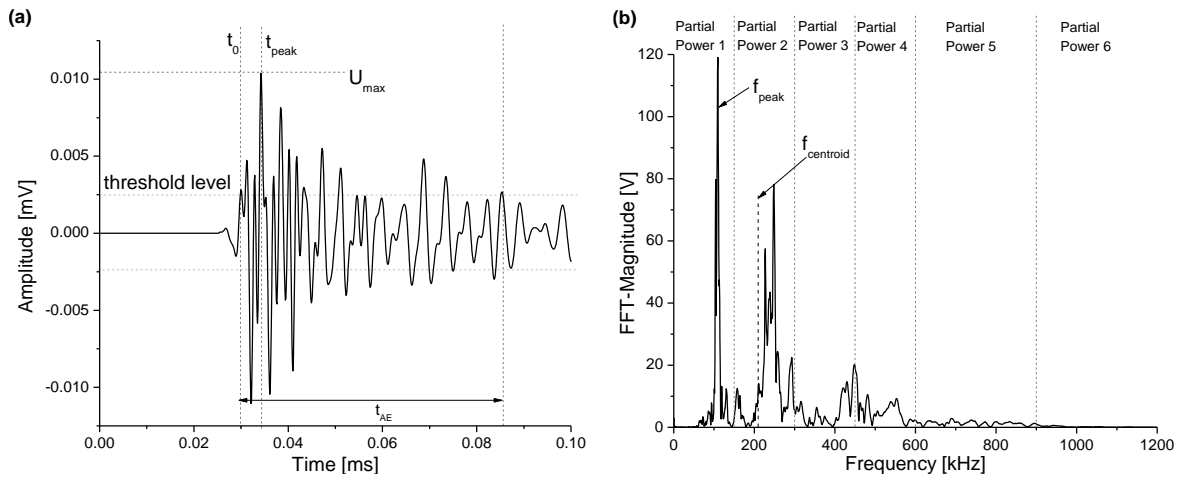 (a)
t0
tpeak
Umax
threshold level
tAE
0.010
0.005
0.000
-0.005
-0.010
Amplitude [mV]
0.00
0.02
0.04
0.06
0.08
0.10
Time [ms]
(b)
Partial
Power 1
Partial
Power 2
Partial
Power 3
Partial
Power 4
Partial
Power 5
Partial
Power 6
fpeak
fcentroid
120
100
80
60
40
20
0
FFT-Magnitude [V]
0
200
400
600
800
1000
1200
Frequency [kHz]